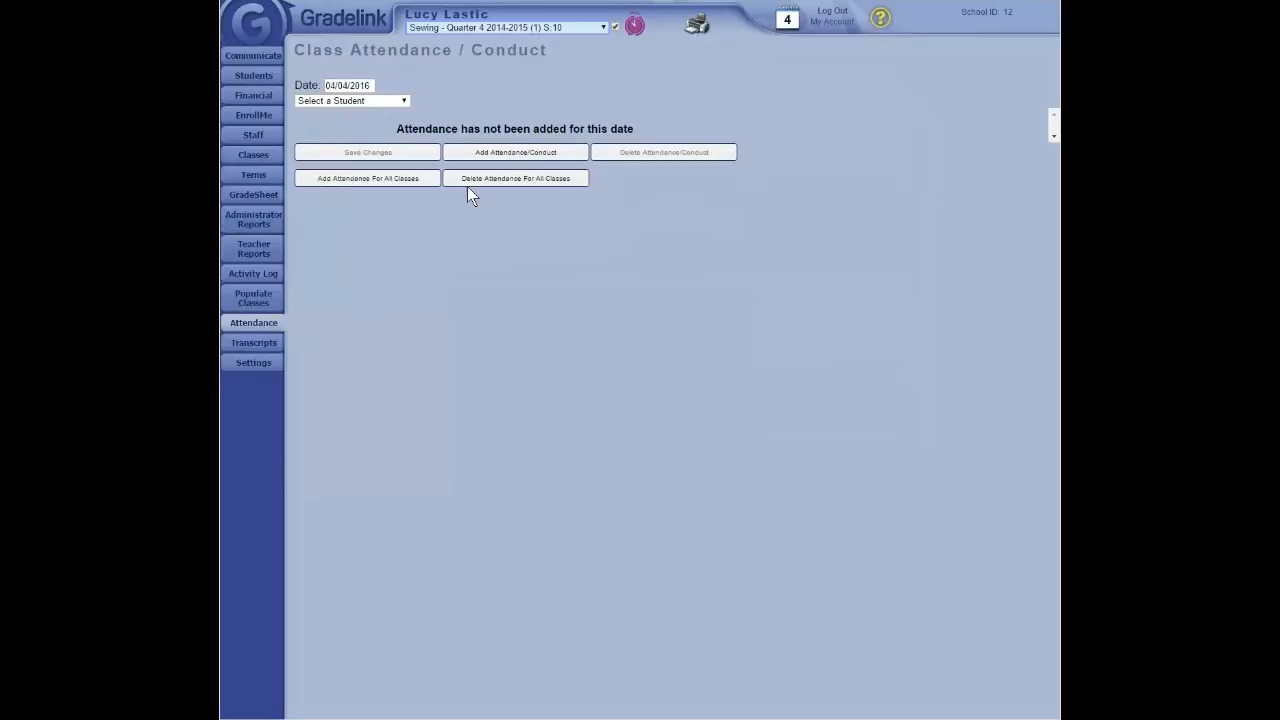 Gradelink
Lucy Lastic
Sewing - Quarter 4 2014-2015 (1) S:10
4
Log Out
My Account
?
School ID: 12
Class Attendance / Conduct
Date: 04/04/2016
Select a Student
Attendance has not been added for this date
Save Changes
Add Attendance/Conduct
Delete Attendance/Conduct
Add Attendance For All Classes
Delete Attendance For All Classes
Communicate
Students
Financial
EnrollMe
Staff
Classes
Terms
GradeSheet
Administrator
Reports
Teacher
Reports
Activity Log
Populate
Classes
Attendance
Transcripts
Settings